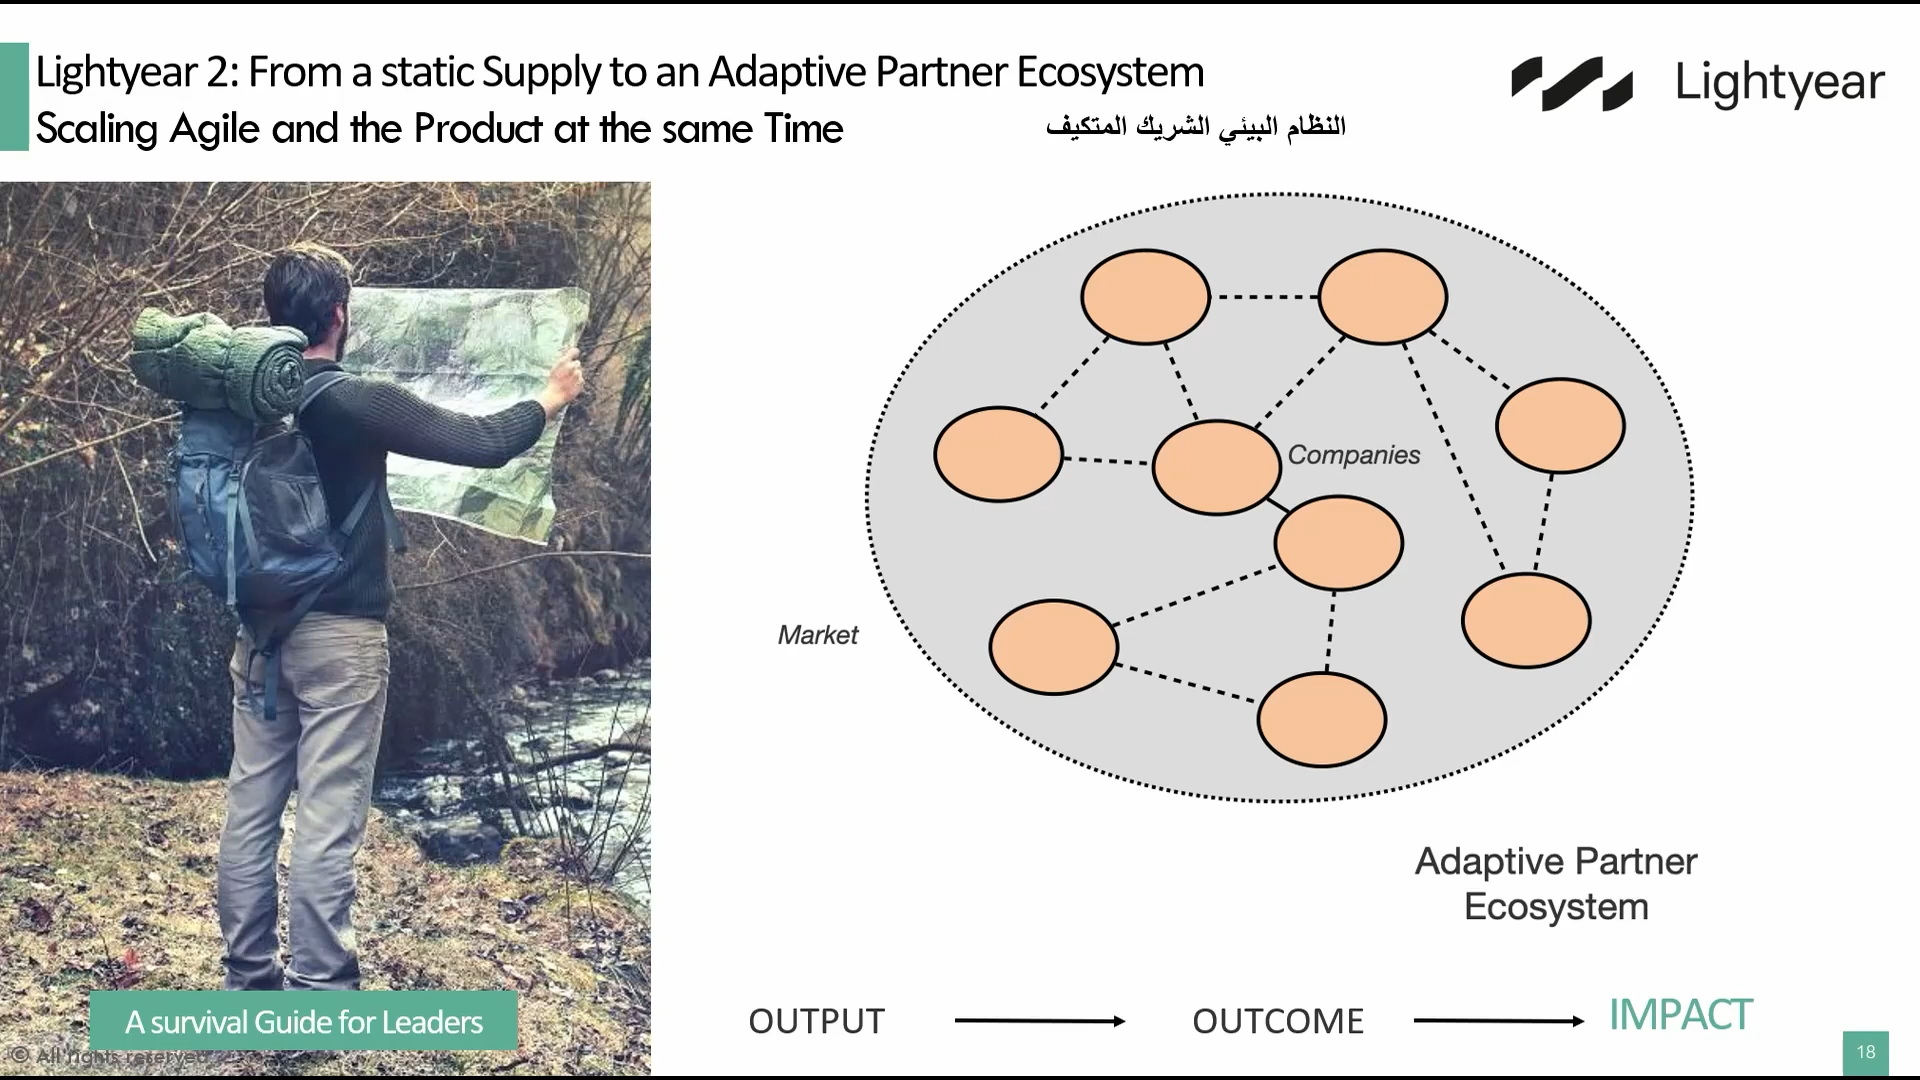 Lightyear 2: From a static Supply to an Adaptive Partner Ecosystem
Scaling Agile and the Product at the same Time
النظام البيئي الشريك المتكيف
Lightyear
Companies
Market
Adaptive Partner
Ecosystem
OUTPUT
OUTCOME
IMPACT
A survival Guide for Leaders
© All rights reserved
18